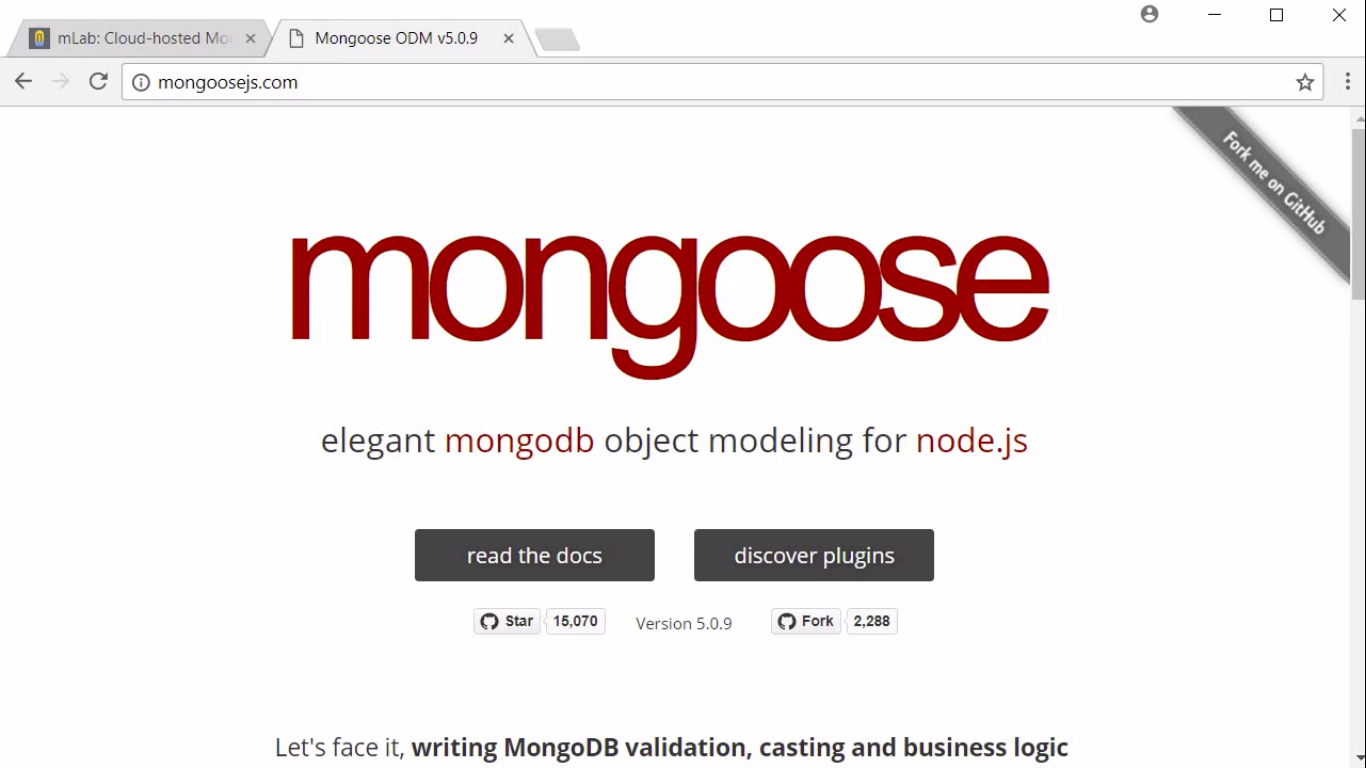 mLab: Cloud-hosted Mo
Mongoose ODM v5.0.9
mongoosejs.com
Fork me on GitHub
mongoose
elegant mongodb object modeling for node.js
read the docs
discover plugins
Star 15,070
Version 5.0.9
Fork 2,288
Let's face it, writing MongoDB validation, casting and business logic